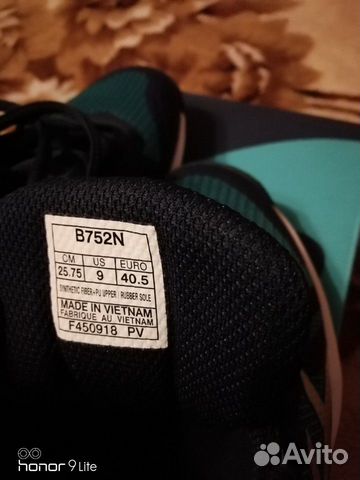 B752N
CM US EURO
25.75 9 40.5
SYNTHETIC FIBER+PU UPPER / RUBBER SOLE
MADE IN VIETNAM
FABRIQUE AU VIETNAM
F450918 PV
honor 9 Lite
Avito